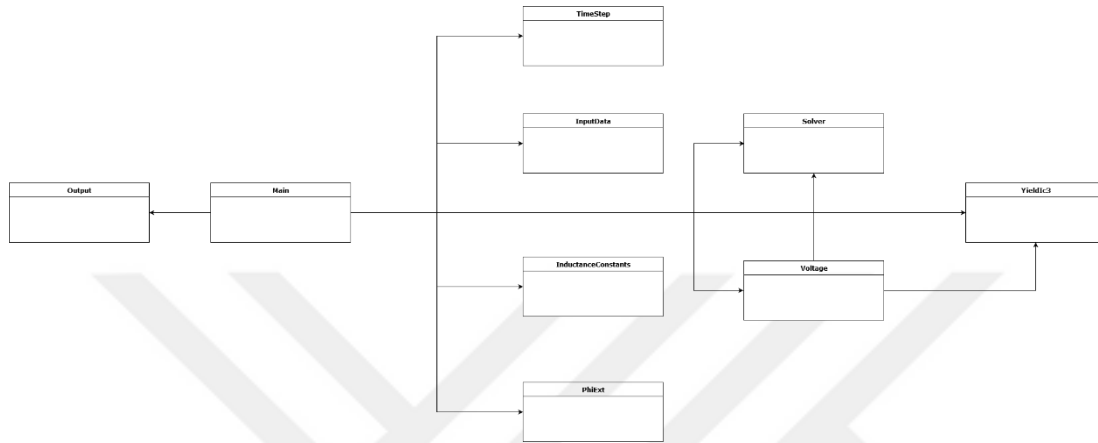 TimeStep
InputData
Solver
Output
Main
YieldIc3
InductanceConstants
Voltage
PhiExt